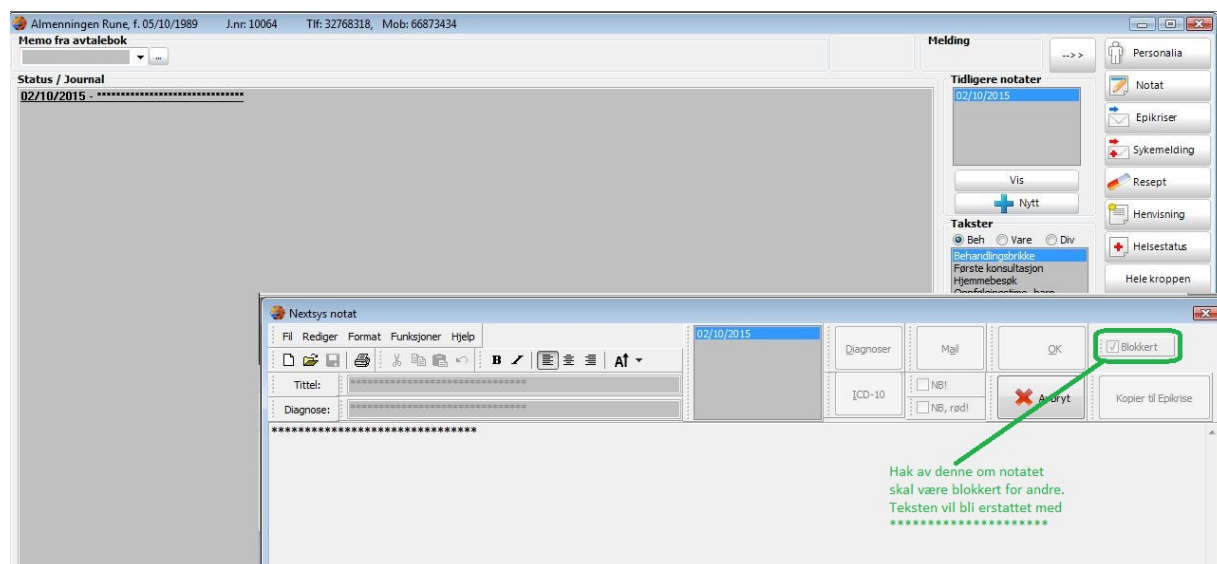 Almenningen Rune, f. 05/10/1989 J.nr: 10064 Tlf: 32768318, Mob: 66873434
Memo fra avtalebok
...
Melding
-->>
Personalia
Status / Journal
02/10/2015 - ******************************
Tidligere notater
02/10/2015
Notat
Epikriser
Sykemelding
Vis
Resept
Nytt
Henvisning
Takster
Beh Vare Div
Helsestatus
Behandlingsbrikke
Første konsultasjon
Hjemmebesøk
Hele kroppen
Oppfølgingstime, barn
Nextsys notat
Fil Rediger Format Funksjoner Hjelp
02/10/2015
Diagnoser
Mail
OK
Blokkert
B I
A
Tittel: ******************************
ICD-10
NB!
Avbryt
Kopier til Epikrise
Diagnose: ******************************
NB, rød!
******************************
Hak av denne om notatet
skal være blokkert for andre.
Teksten vil bli erstattet med
*********************